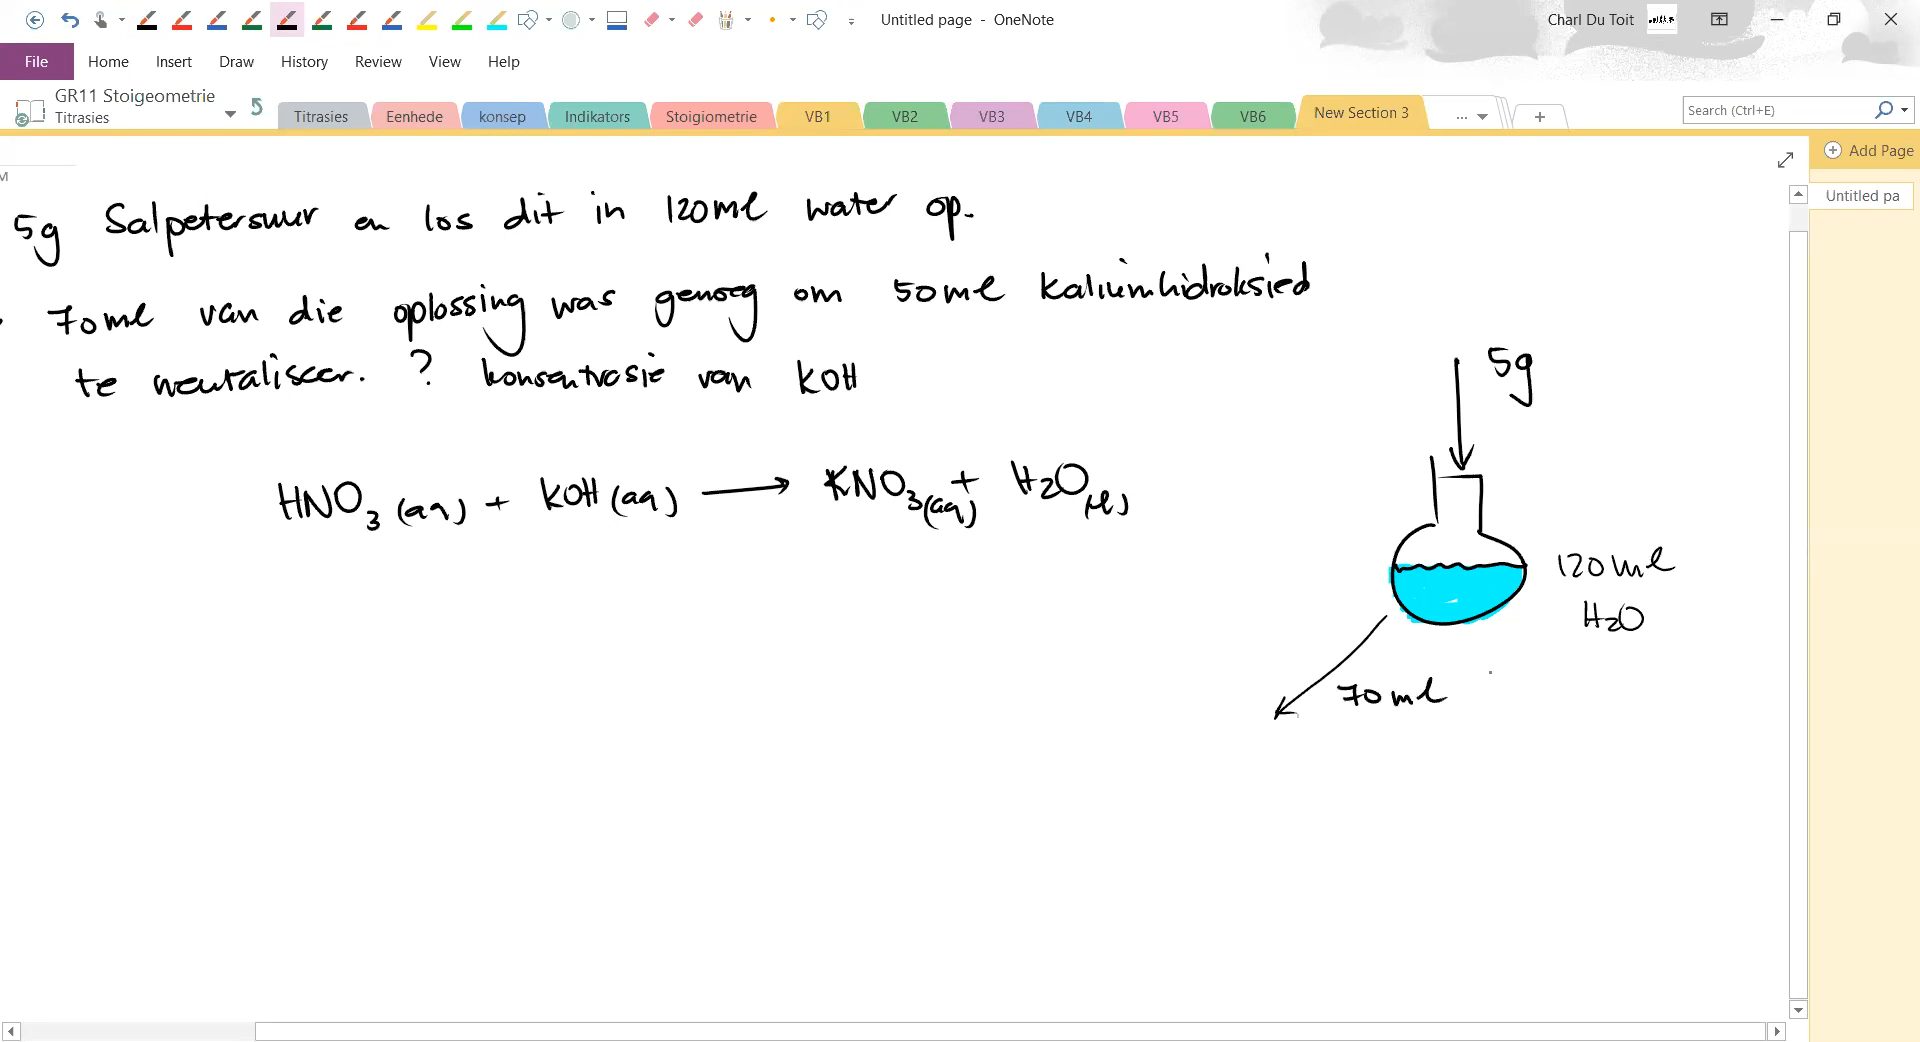 Untitled page - OneNote
Charl Du Toit
File Home Insert Draw History Review View Help
GR11 Stoigeometrie
Titrasies
Titrasies Eenhede konsep Indikators Stoigiometrie VB1 VB2 VB3 VB4 VB5 VB6 New Section 3 ... +
Search (Ctrl+E)
Add Page
Untitled pa
M
5g Salpetersuur en los dit in 120ml water op.
70ml van die oplossing was genoeg om 50ml kaliumhidroksied
te neutaliseer. ? konsentrasie van KOH
5g
HNO3 (aq) + KOH (aq) → KNO3 (aq) + H2O (l)
120ml
H2O
70ml